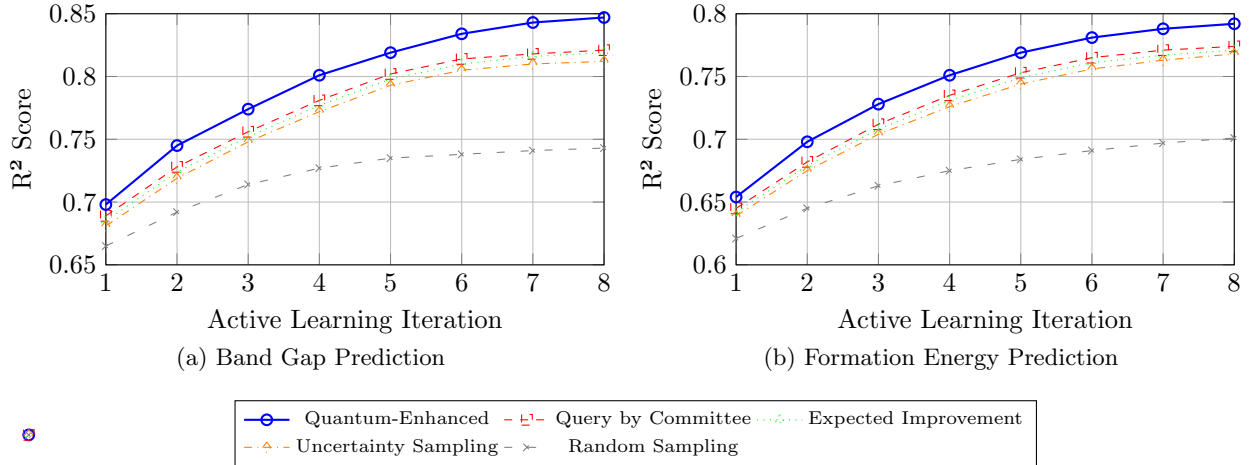 0.85
0.8
0.75
0.7
0.65
R² Score
1 2 3 4 5 6 7 8
Active Learning Iteration
(a) Band Gap Prediction
0.8
0.75
0.7
0.65
0.6
R² Score
1 2 3 4 5 6 7 8
Active Learning Iteration
(b) Formation Energy Prediction
Quantum-Enhanced Query by Committee Expected Improvement
Uncertainty Sampling Random Sampling